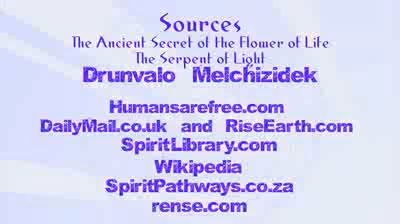 Sources
The Ancient Secret of the Flower of Life
The Serpent of Light
Drunvalo Melchizidek
Humansarefree.com
DailyMail.co.uk and RiseEarth.com
SpiritLibrary.com
Wikipedia
SpiritPathways.co.za
rense.com